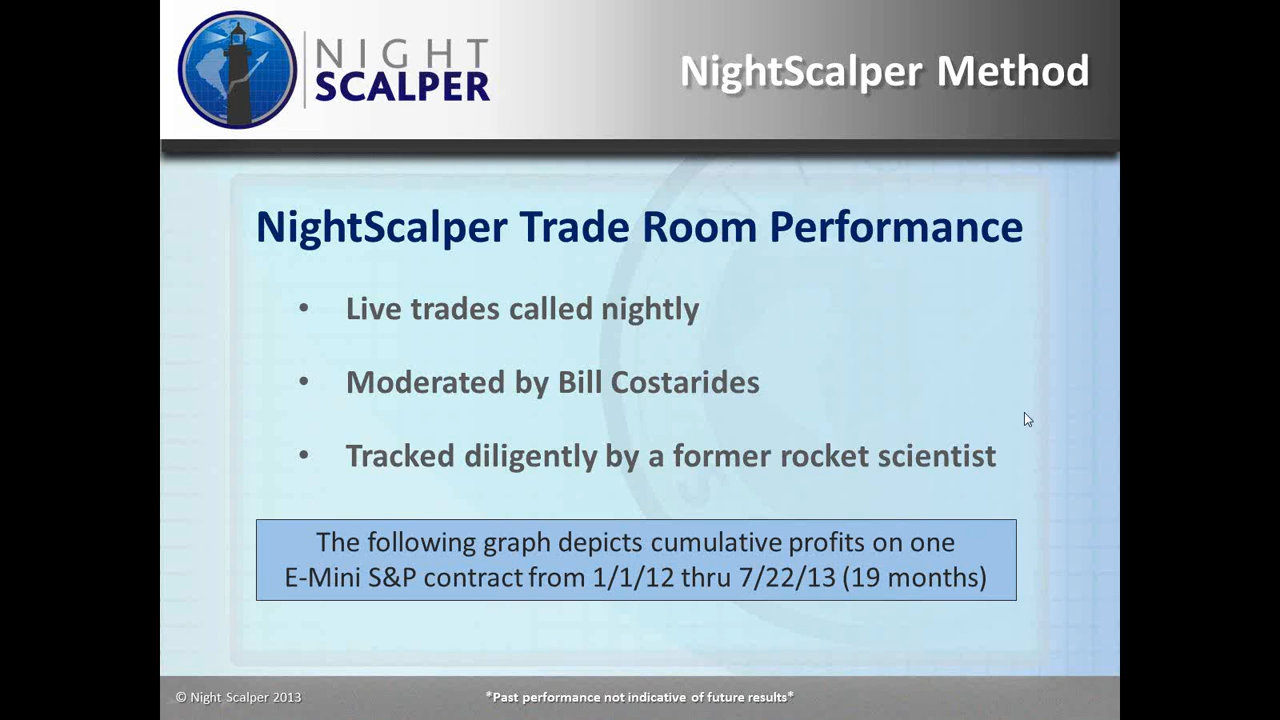 NIGHT
SCALPER
NightScalper Method
NightScalper Trade Room Performance
• Live trades called nightly
• Moderated by Bill Costarides
• Tracked diligently by a former rocket scientist
The following graph depicts cumulative profits on one
E-Mini S&P contract from 1/1/12 thru 7/22/13 (19 months)
© Night Scalper 2013
*Past performance not indicative of future results*